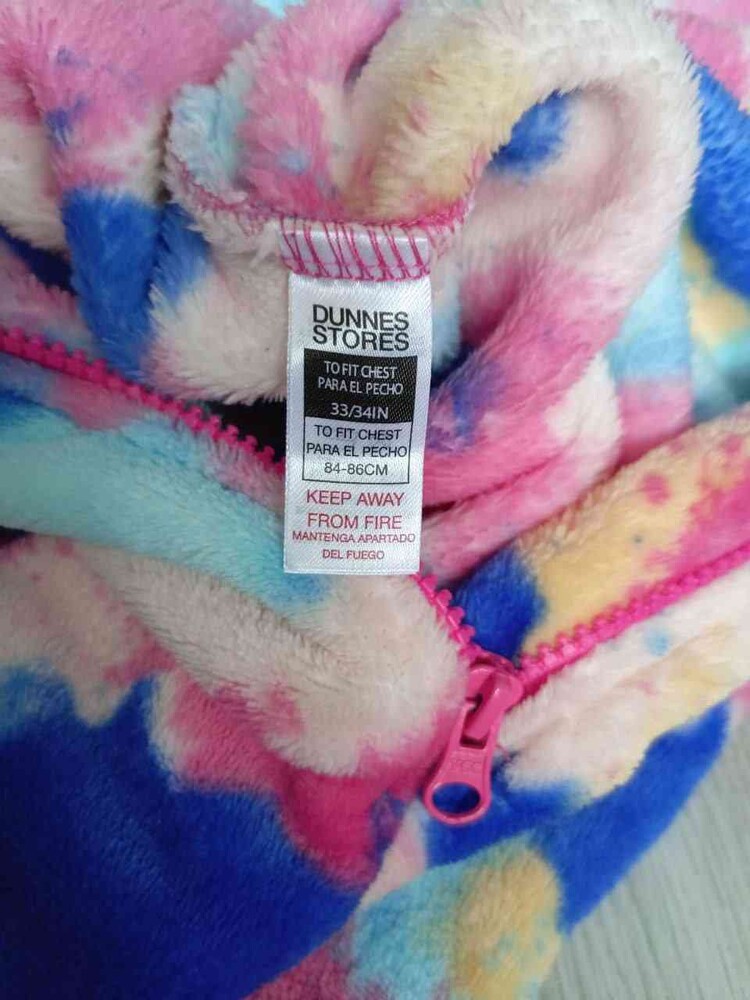 DUNNES
STORES
TO FIT CHEST
PARA EL PECHO
33/34IN
TO FIT CHEST
PARA EL PECHO
84-86CM
KEEP AWAY
FROM FIRE
MANTENGA APARTADO
DEL FUEGO